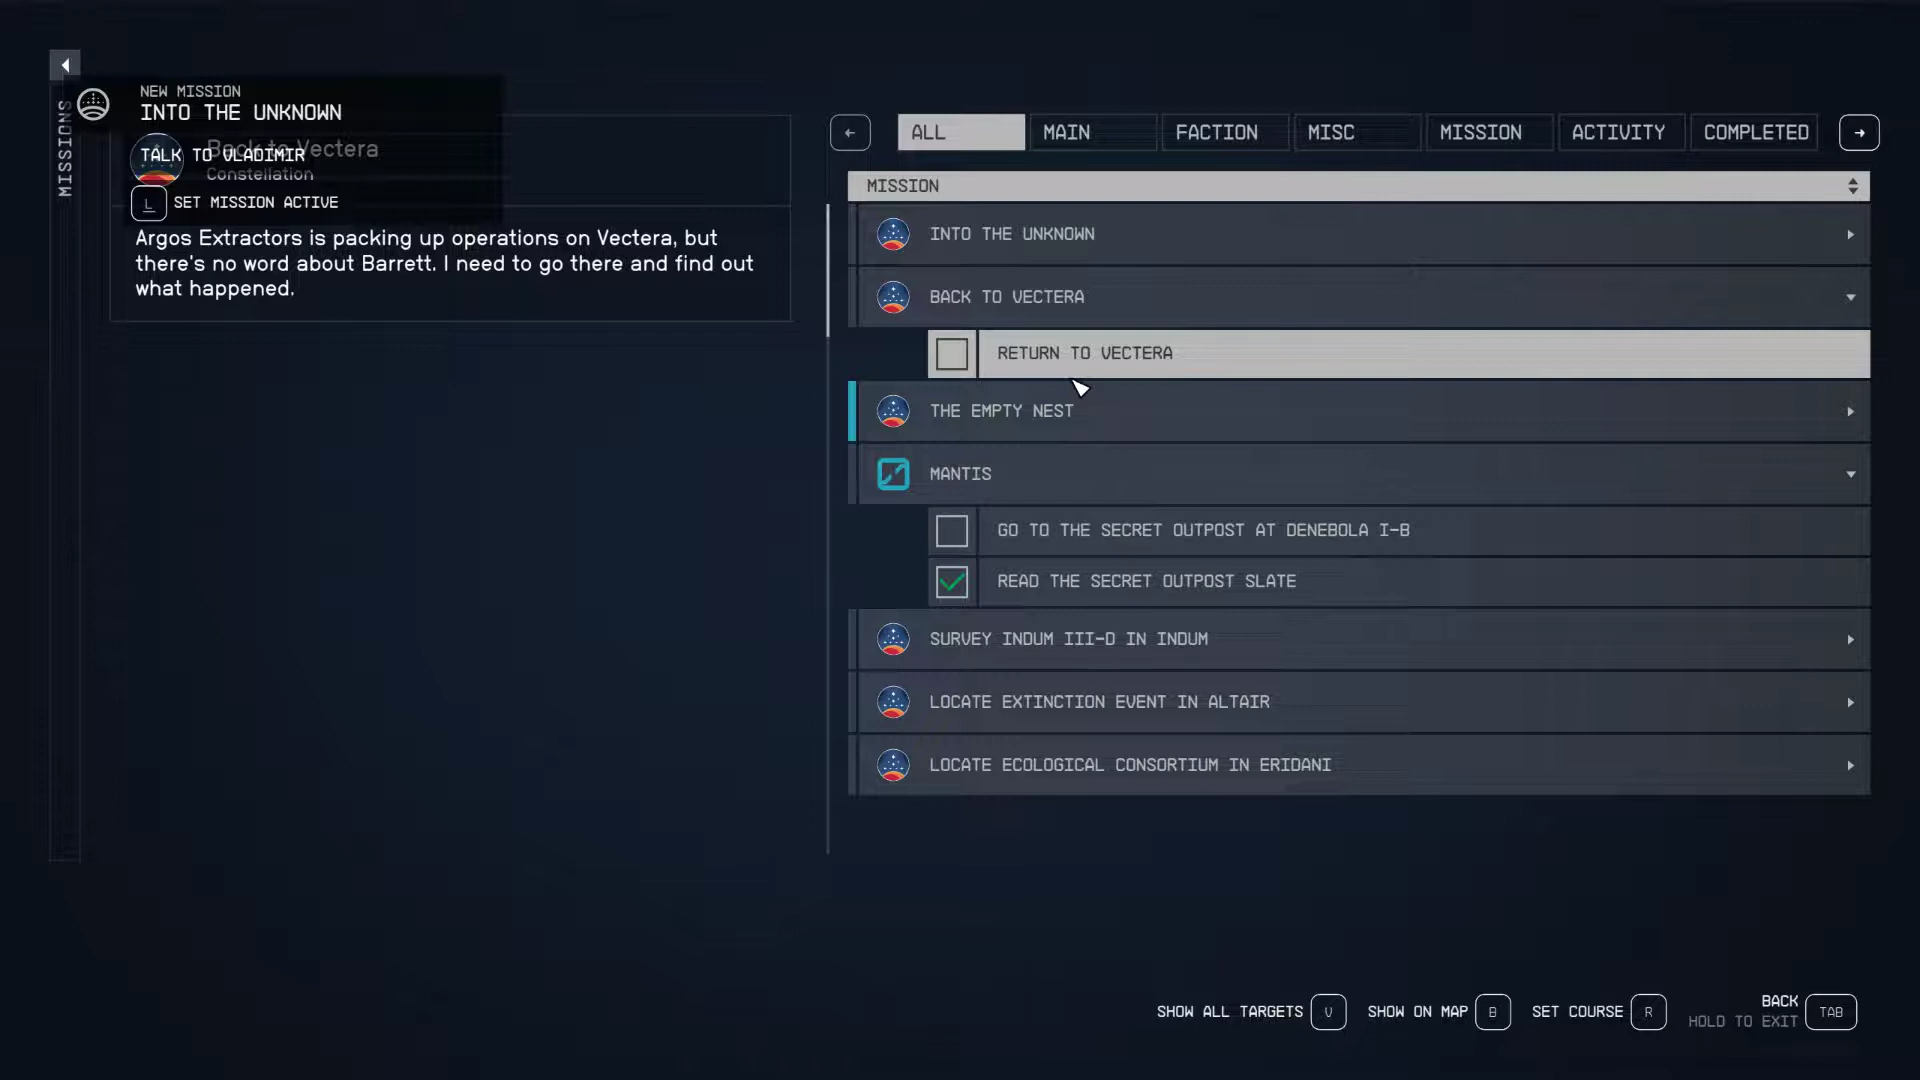 MISSIONS
NEW MISSION
INTO THE UNKNOWN
Back to Vectera
TALK TO VLADIMIR
Constellation
L SET MISSION ACTIVE
Argos Extractors is packing up operations on Vectera, but
there's no word about Barrett. I need to go there and find out
what happened.
ALL MAIN FACTION MISC MISSION ACTIVITY COMPLETED
MISSION
INTO THE UNKNOWN
BACK TO VECTERA
RETURN TO VECTERA
THE EMPTY NEST
MANTIS
GO TO THE SECRET OUTPOST AT DENEBOLA I-B
READ THE SECRET OUTPOST SLATE
SURVEY INDUM III-D IN INDUM
LOCATE EXTINCTION EVENT IN ALTAIR
LOCATE ECOLOGICAL CONSORTIUM IN ERIDANI
SHOW ALL TARGETS V SHOW ON MAP B SET COURSE R BACK TAB
HOLD TO EXIT